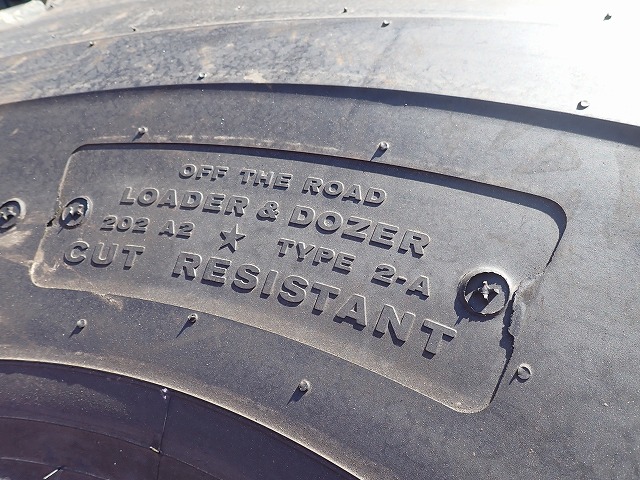 OFF THE ROAD
LOADER & DOZER
202 A2 ★ TYPE 2-A
CUT RESISTANT